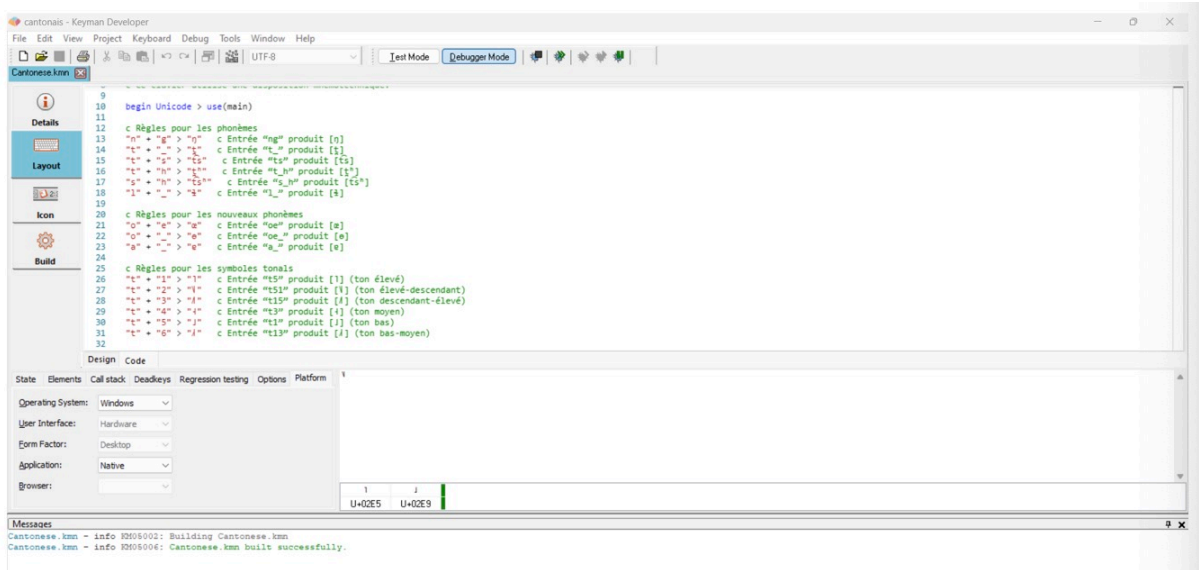 cantonais - Keyman Developer
File Edit View Project Keyboard Debug Tools Window Help
UTF-8 Test Mode Debugger Mode
Cantonese.kmn
Details
Layout
Icon
Build
9
10 begin Unicode > use(main)
11
12 c Règles pour les phonèmes
13 "n" + "g" > "ŋ" c Entrée “ng” produit [ŋ]
14 "t" + "_" > "t̪" c Entrée “t_” produit [t̪]
15 "t" + "s" > "ts" c Entrée “ts” produit [ts]
16 "t" + "h" > "t̪ʰ" c Entrée “t_h” produit [t̪ʰ]
17 "s" + "h" > "tsʰ" c Entrée “s_h” produit [tsʰ]
18 "l" + "_" > "ɬ" c Entrée “l_” produit [ɬ]
19
20 c Règles pour les nouveaux phonèmes
21 "o" + "e" > "œ" c Entrée “oe” produit [œ]
22 "o" + "_" > "ɵ" c Entrée “oe_” produit [ɵ]
23 "a" + "_" > "ɐ" c Entrée “a_” produit [ɐ]
24
25 c Règles pour les symboles tonals
26 "t" + "1" > "˥" c Entrée “t5” produit [˥] (ton élevé)
27 "t" + "2" > "˥˩" c Entrée “t51” produit [˥˩] (ton élevé-descendant)
28 "t" + "3" > "˩˥" c Entrée “t15” produit [˩˥] (ton descendant-élevé)
29 "t" + "4" > "˧" c Entrée “t3” produit [˧] (ton moyen)
30 "t" + "5" > "˩" c Entrée “t1” produit [˩] (ton bas)
31 "t" + "6" > "˩˧" c Entrée “t13” produit [˩˧] (ton bas-moyen)
32
Design Code
State Elements Call stack Deadkeys Regression testing Options Platform
˥˩
Operating System: Windows
User Interface: Hardware
Form Factor: Desktop
Application: Native
Browser:
˥ ˩
U+02E5 U+02E9
Messages
Cantonese.kmn - info KM05002: Building Cantonese.kmn
Cantonese.kmn - info KM05006: Cantonese.kmn built successfully.